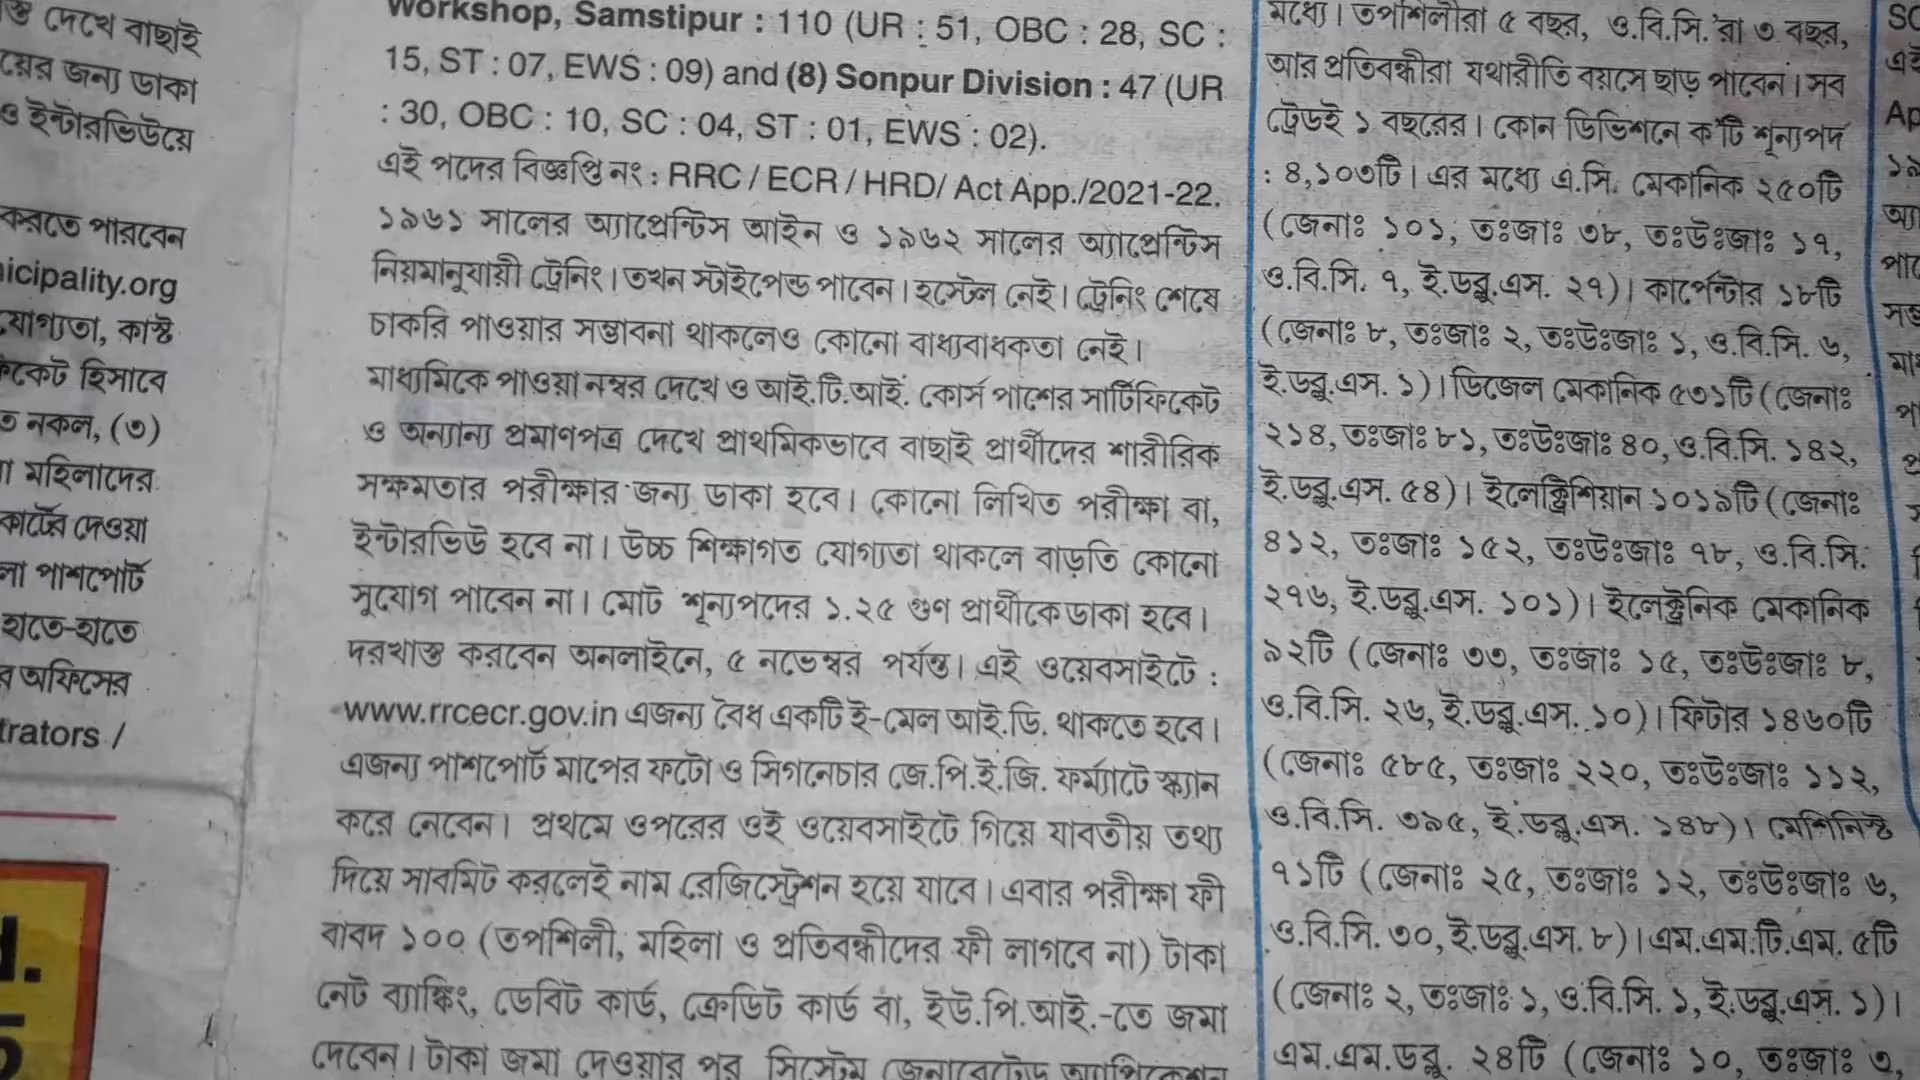 ন্তু দেখে বাছাই
য়ের জন্য ডাকা
ও ইন্টারভিউয়ে
করতে পারবেন
icipality.org
যোগ্যতা, কাস্ট
ফকেট হিসাবে
ত নকল, (৩)
মহিলাদের
কার্টের দেওয়া
পাশপোর্ট
হাতে-হাতে
র অফিসের
trators /
Workshop, Samstipur : 110 (UR : 51, OBC : 28, SC :
15, ST : 07, EWS : 09) and (8) Sonpur Division : 47 (UR
: 30, OBC : 10, SC : 04, ST : 01, EWS : 02).
এই পদের বিজ্ঞপ্তি নং : RRC / ECR / HRD/ Act App./2021-22.
১৯৬১ সালের অ্যাপ্রেন্টিস আইন ও ১৯৬২ সালের অ্যাপ্রেন্টিস
নিয়মানুযায়ী ট্রেনিং। তখন স্টাইপেন্ড পাবেন। হস্টেল নেই। ট্রেনিং শেষে
চাকরি পাওয়ার সম্ভাবনা থাকলেও কোনো বাধ্যবাধকতা নেই।
মাধ্যমিকে পাওয়া নম্বর দেখে ও আই.টি.আই. কোর্স পাশের সার্টিফিকেট
ও অন্যান্য প্রমাণপত্র দেখে প্রাথমিকভাবে বাছাই প্রার্থীদের শারীরিক
সক্ষমতার পরীক্ষার জন্য ডাকা হবে। কোনো লিখিত পরীক্ষা বা,
ইন্টারভিউ হবে না। উচ্চ শিক্ষাগত যোগ্যতা থাকলে বাড়তি কোনো
সুযোগ পাবেন না। মোট শূন্যপদের ১.২৫ গুণ প্রার্থীকে ডাকা হবে।
দরখাস্ত করবেন অনলাইনে, ৫ নভেম্বর পর্যন্ত। এই ওয়েবসাইটে :
www.rrcecr.gov.in এজন্য বৈধ একটি ই-মেল আই.ডি. থাকতে হবে।
এজন্য পাশপোর্ট মাপের ফটো ও সিগনেচার জে.পি.ই.জি. ফর্ম্যাটে স্ক্যান
করে নেবেন। প্রথমে ওপরের ওই ওয়েবসাইটে গিয়ে যাবতীয় তথ্য
দিয়ে সাবমিট করলেই নাম রেজিস্ট্রেশন হয়ে যাবে। এবার পরীক্ষা ফী
বাবদ ১০০ (তপশিলী, মহিলা ও প্রতিবন্ধীদের ফী লাগবে না) টাকা
নেট ব্যাঙ্কিং, ডেবিট কার্ড, ক্রেডিট কার্ড বা, ইউ.পি.আই.-তে জমা
দেবেন। টাকা জমা দেওয়ার পর সিস্টেম জেনারেটেড অ্যাপ্লিকেশন
মধ্যে। তপশিলীরা ৫ বছর, ও.বি.সি.'রা ৩ বছর,
আর প্রতিবন্ধীরা যথারীতি বয়সে ছাড় পাবেন। সব
ট্রেডই ১ বছরের। কোন ডিভিশনে ক'টি শূন্যপদ
: ৪,১০৩টি। এর মধ্যে এ.সি. মেকানিক ২৫০টি
(জেনাঃ ১০১, তঃজাঃ ৩৮, তঃউঃজাঃ ১৭,
ও.বি.সি. ৭, ই.ডব্লু.এস. ২৭)। কার্পেন্টার ১৮টি
(জেনাঃ ৮, তঃজাঃ ২, তঃউঃজাঃ ১, ও.বি.সি. ৬,
ই.ডব্লু.এস. ১)। ডিজেল মেকানিক ৫৩১টি (জেনাঃ
২১৪, তঃজাঃ ৮১, তঃউঃজাঃ ৪০, ও.বি.সি. ১৪২,
ই.ডব্লু.এস. ৫৪)। ইলেক্ট্রিশিয়ান ১০১৯টি (জেনাঃ
৪১২, তঃজাঃ ১৫২, তঃউঃজাঃ ৭৮, ও.বি.সি.
২৭৬, ই.ডব্লু.এস. ১০১)। ইলেক্ট্রনিক মেকানিক
৯২টি (জেনাঃ ৩৩, তঃজাঃ ১৫, তঃউঃজাঃ ৮,
ও.বি.সি. ২৬, ই.ডব্লু.এস. ১০)। ফিটার ১৪৬০টি
(জেনাঃ ৫৮৫, তঃজাঃ ২২০, তঃউঃজাঃ ১১২,
ও.বি.সি. ৩৯৫, ই.ডব্লু.এস. ১৪৮)। মেশিনিস্ট
৭১টি (জেনাঃ ২৫, তঃজাঃ ১২, তঃউঃজাঃ ৬,
ও.বি.সি. ৩০, ই.ডব্লু.এস. ৮)। এম.এম.টি.এম. ৫টি
(জেনাঃ ২, তঃজাঃ ১, ও.বি.সি. ১, ই.ডব্লু.এস. ১)।
এম.এম.ডব্লু. ২৪টি (জেনাঃ ১০, তঃজাঃ ৩,